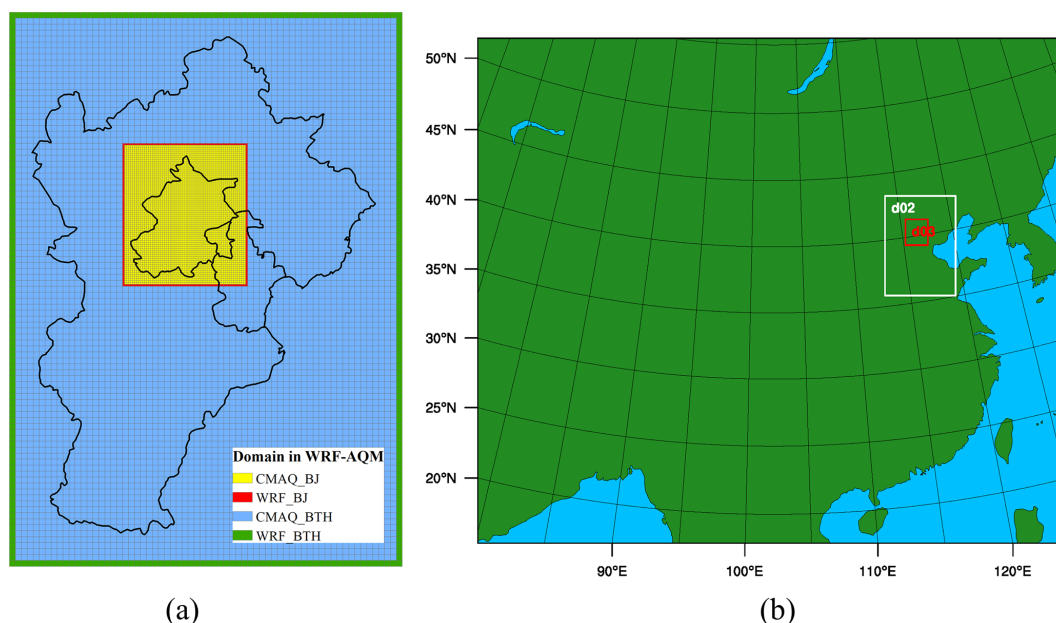 Domain in WRF-AQM
CMAQ_BJ
WRF_BJ
CMAQ_BTH
WRF_BTH
(a)
50°N
45°N
40°N
35°N
30°N
25°N
20°N
d02
d03
90°E
100°E
110°E
120°E
(b)